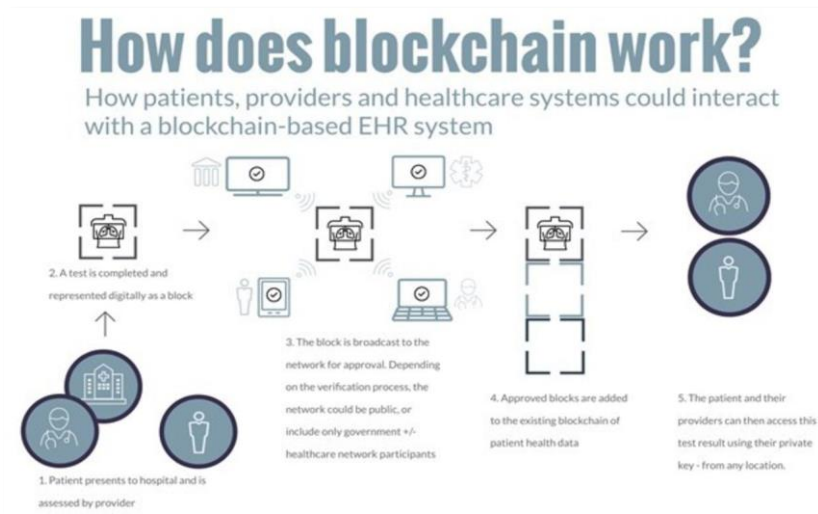 How does blockchain work?
How patients, providers and healthcare systems could interact
with a blockchain-based EHR system
1. Patient presents to hospital and is
assessed by provider
2. A test is completed and
represented digitally as a block
3. The block is broadcast to the
network for approval. Depending
on the verification process, the
network could be public, or
include only government +/-
healthcare network participants
4. Approved blocks are added
to the existing blockchain of
patient health data
5. The patient and their
providers can then access this
test result using their private
key - from any location.